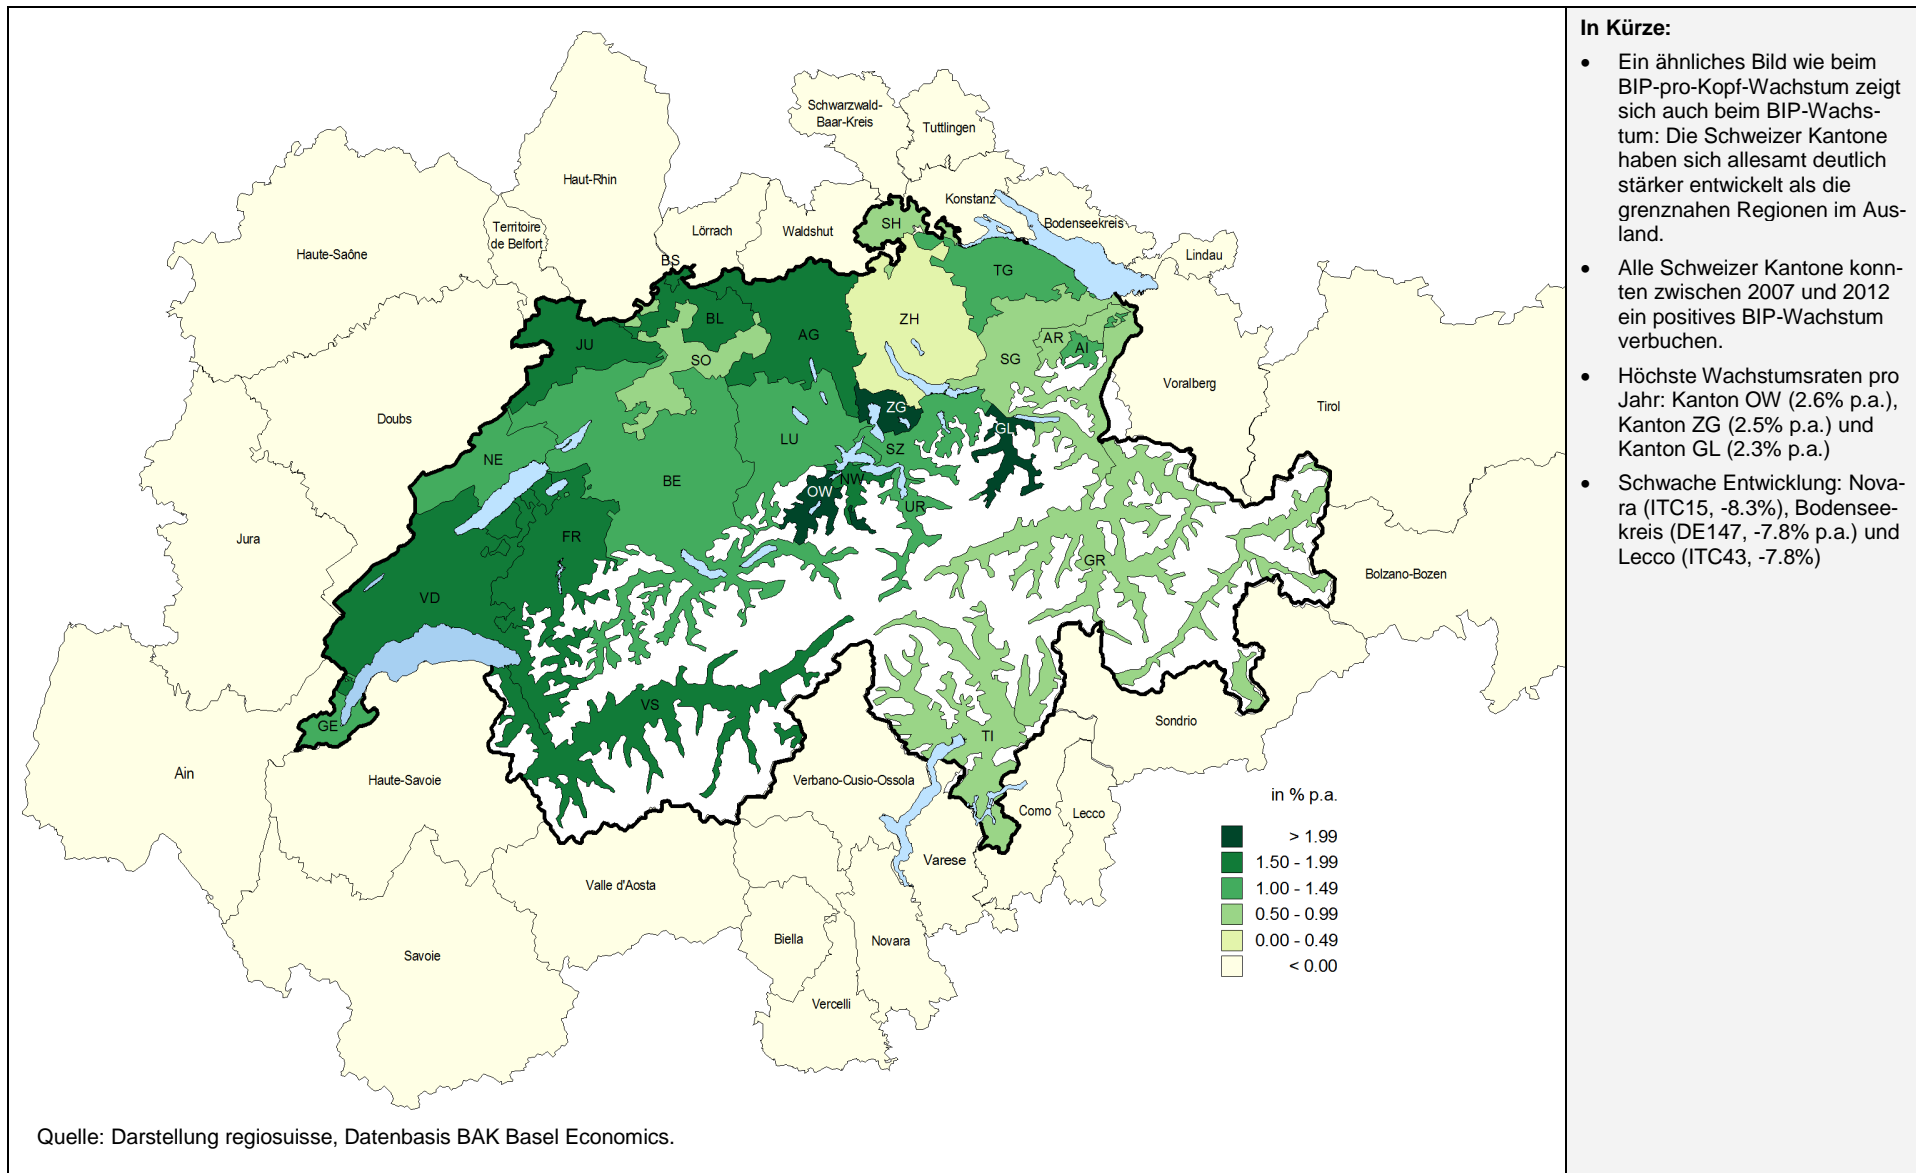 Schwarzwald-
Baar-Kreis
Tuttlingen
Haut-Rhin
Konstanz
Bodenseekreis
Territoire
de Belfort
Lörrach
Waldshut
SH
Haute-Saône
Lindau
BS
TG
BL
AG
ZH
JU
SO
SG
AR
AI
Voralberg
Tirol
Doubs
ZG
GL
LU
SZ
NE
BE
OW
NW
UR
FR
Jura
GR
Bolzano-Bozen
VD
VS
GE
TI
Sondrio
Ain
Haute-Savoie
Verbano-Cusio-Ossola
Como
Lecco
Varese
Valle d'Aosta
Biella
Novara
Savoie
Vercelli
in % p.a.
> 1.99
1.50 - 1.99
1.00 - 1.49
0.50 - 0.99
0.00 - 0.49
< 0.00
Quelle: Darstellung regiosuisse, Datenbasis BAK Basel Economics.
In Kürze:
• Ein ähnliches Bild wie beim
BIP-pro-Kopf-Wachstum zeigt
sich auch beim BIP-Wachs-
tum: Die Schweizer Kantone
haben sich allesamt deutlich
stärker entwickelt als die
grenznahen Regionen im Aus-
land.
• Alle Schweizer Kantone konn-
ten zwischen 2007 und 2012
ein positives BIP-Wachstum
verbuchen.
• Höchste Wachstumsraten pro
Jahr: Kanton OW (2.6% p.a.),
Kanton ZG (2.5% p.a.) und
Kanton GL (2.3% p.a.)
• Schwache Entwicklung: Nova-
ra (ITC15, -8.3%), Bodensee-
kreis (DE147, -7.8% p.a.) und
Lecco (ITC43, -7.8%)